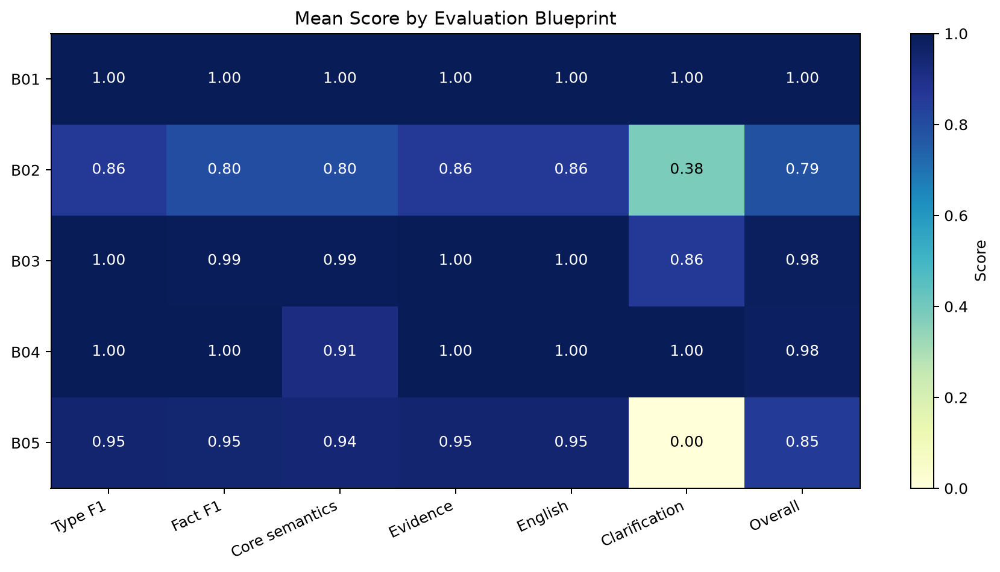 Mean Score by Evaluation Blueprint
B01 1.00 1.00 1.00 1.00 1.00 1.00 1.00
B02 0.86 0.80 0.80 0.86 0.86 0.38 0.79
B03 1.00 0.99 0.99 1.00 1.00 0.86 0.98
B04 1.00 1.00 0.91 1.00 1.00 1.00 0.98
B05 0.95 0.95 0.94 0.95 0.95 0.00 0.85
Type F1 Fact F1 Core semantics Evidence English Clarification Overall
1.0
0.8
0.6
0.4
0.2
0.0
Score